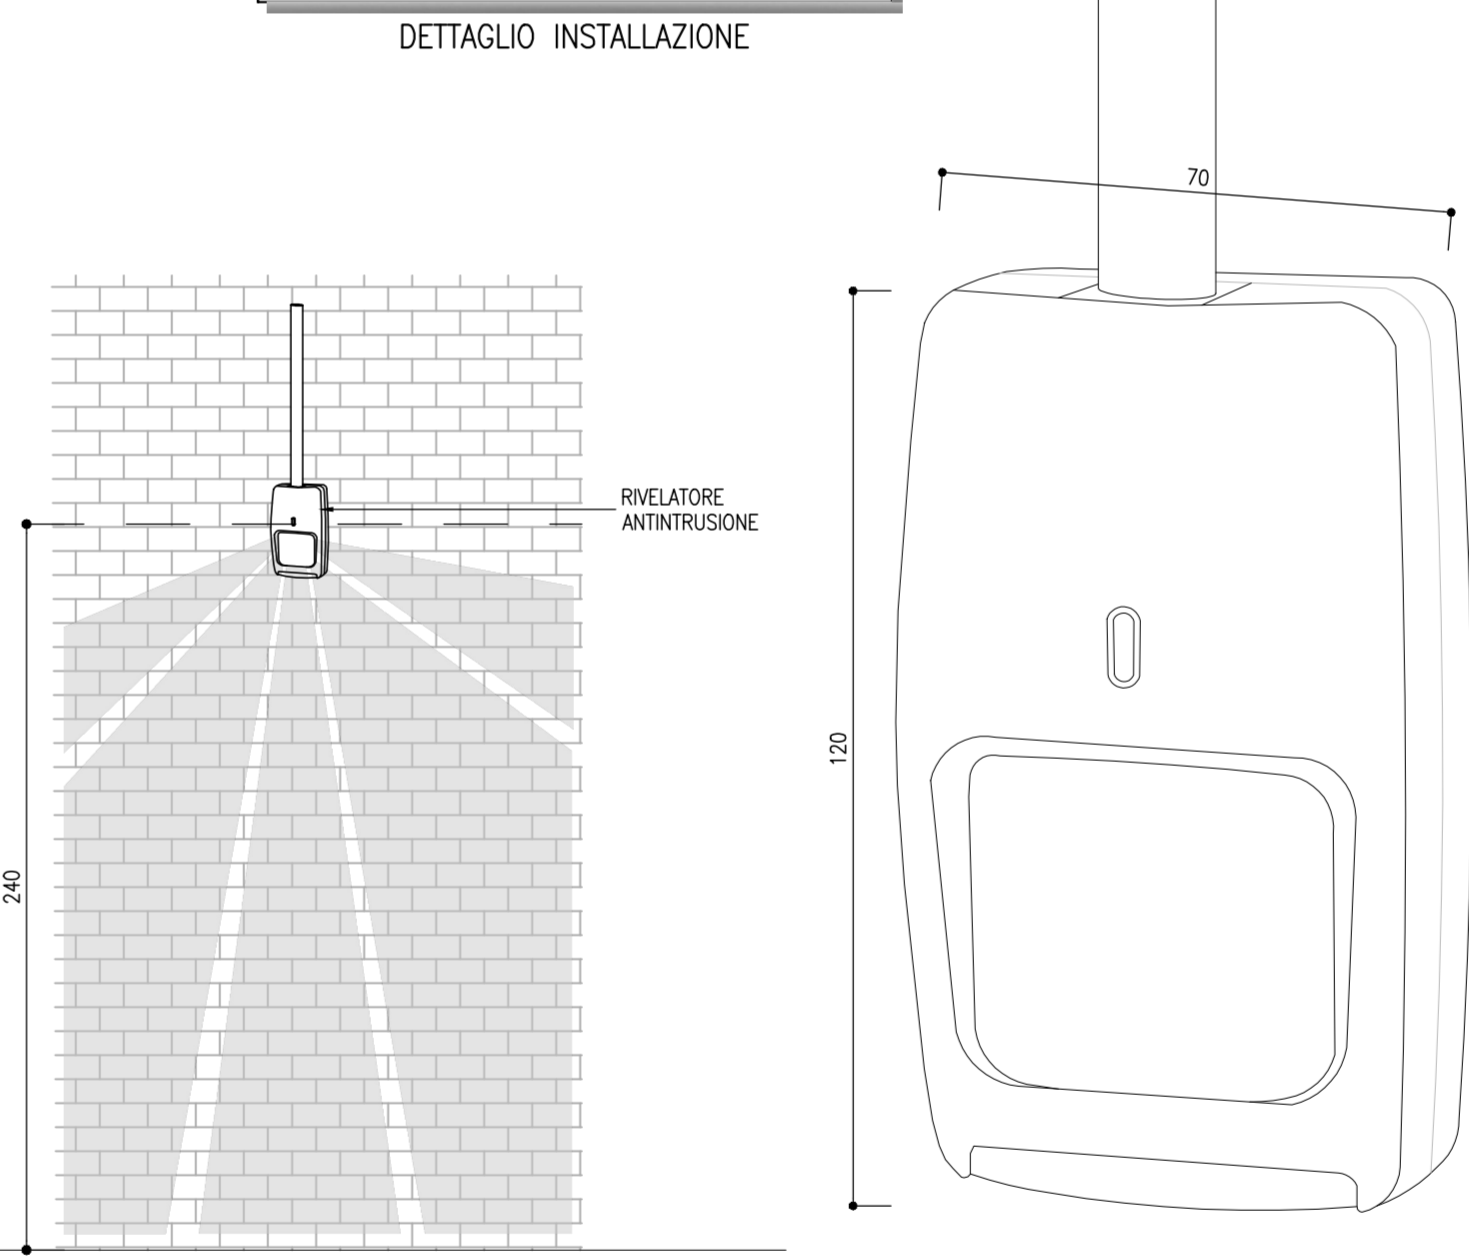 DETTAGLIO INSTALLAZIONE
70
RIVELATORE
ANTINTRUSIONE
120
240